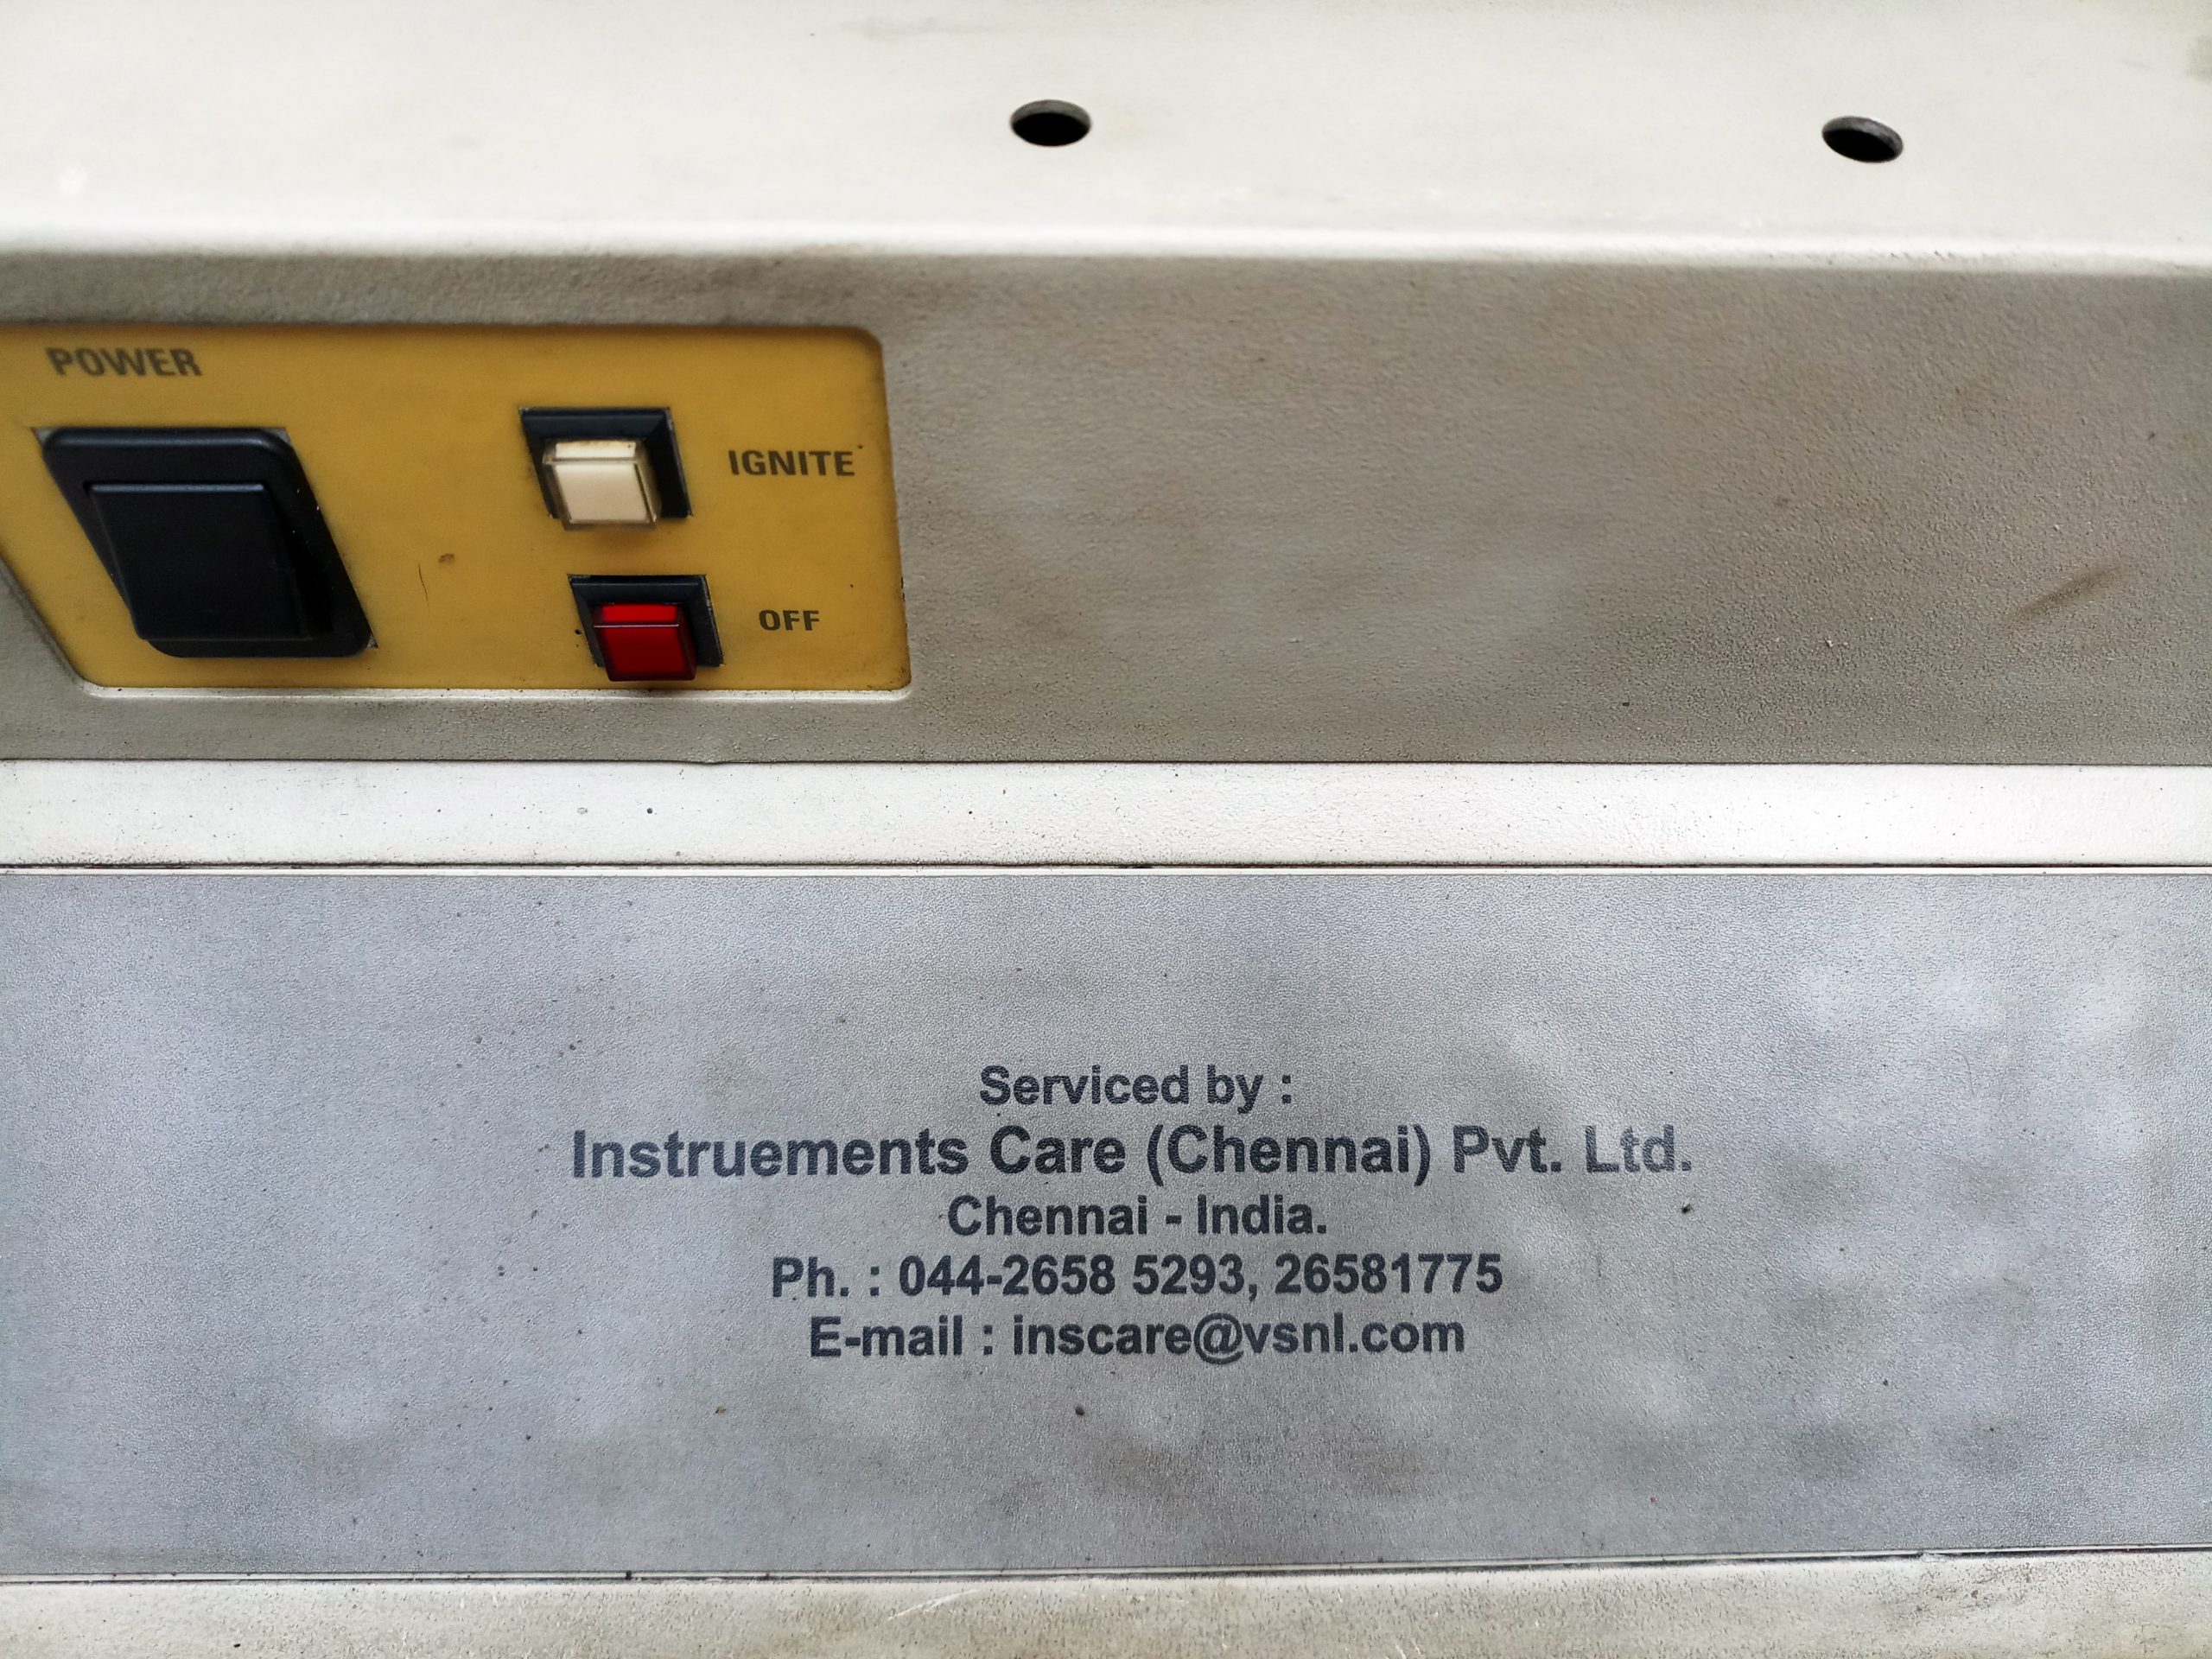 POWER
IGNITE
OFF
Serviced by :
Instruements Care (Chennai) Pvt. Ltd.
Chennai - India.
Ph. : 044-2658 5293, 26581775
E-mail : inscare@vsnl.com